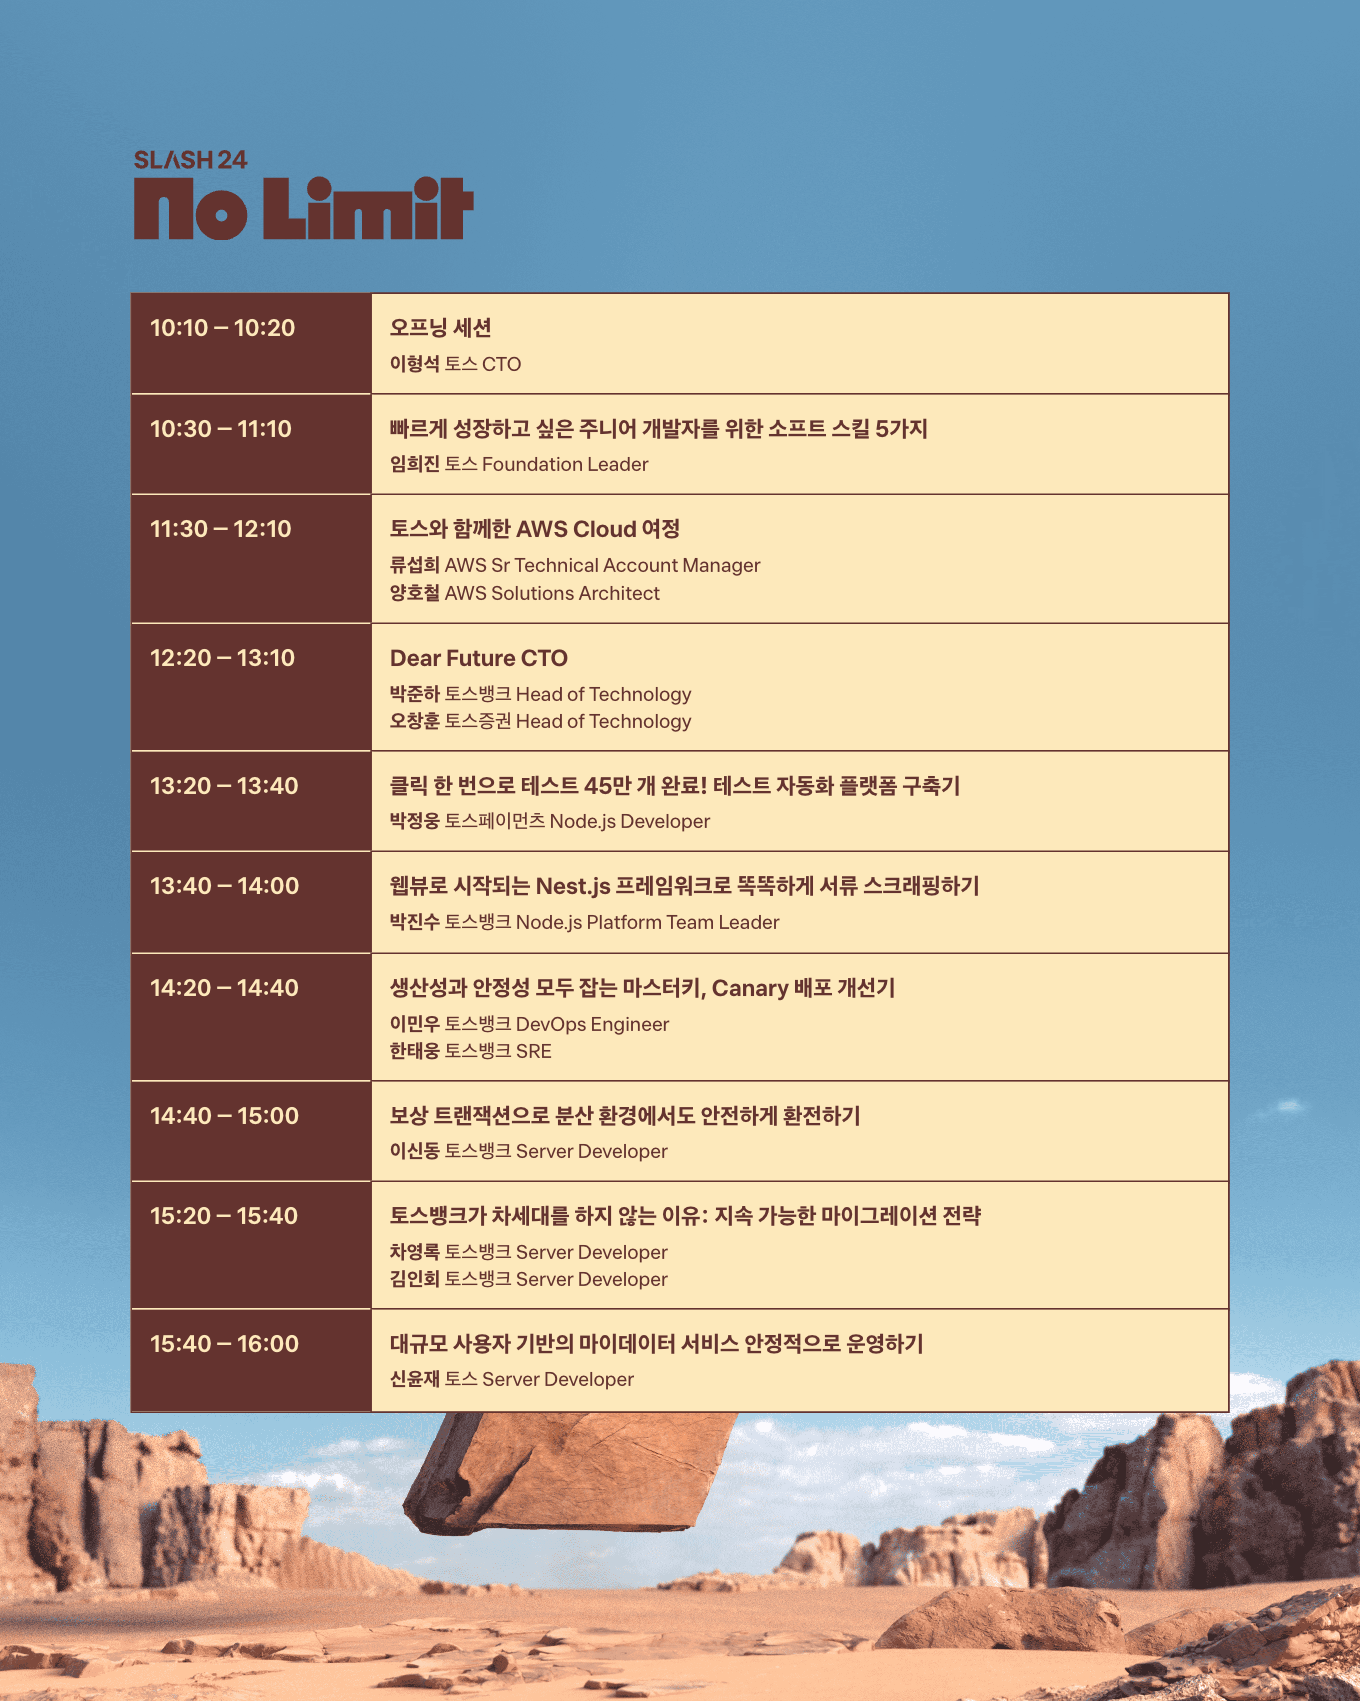 SLASH 24
No Limit
10:10 – 10:20
오프닝 세션
이형석 토스 CTO
10:30 – 11:10
빠르게 성장하고 싶은 주니어 개발자를 위한 소프트 스킬 5가지
임희진 토스 Foundation Leader
11:30 – 12:10
토스와 함께한 AWS Cloud 여정
류섭희 AWS Sr Technical Account Manager
양호철 AWS Solutions Architect
12:20 – 13:10
Dear Future CTO
박준하 토스뱅크 Head of Technology
오창훈 토스증권 Head of Technology
13:20 – 13:40
클릭 한 번으로 테스트 45만 개 완료! 테스트 자동화 플랫폼 구축기
박정웅 토스페이먼츠 Node.js Developer
13:40 – 14:00
웹뷰로 시작되는 Nest.js 프레임워크로 똑똑하게 서류 스크래핑하기
박진수 토스뱅크 Node.js Platform Team Leader
14:20 – 14:40
생산성과 안정성 모두 잡는 마스터키, Canary 배포 개선기
이민우 토스뱅크 DevOps Engineer
한태웅 토스뱅크 SRE
14:40 – 15:00
보상 트랜잭션으로 분산 환경에서도 안전하게 환전하기
이신동 토스뱅크 Server Developer
15:20 – 15:40
토스뱅크가 차세대를 하지 않는 이유: 지속 가능한 마이그레이션 전략
차영록 토스뱅크 Server Developer
김인회 토스뱅크 Server Developer
15:40 – 16:00
대규모 사용자 기반의 마이데이터 서비스 안정적으로 운영하기
신윤재 토스 Server Developer